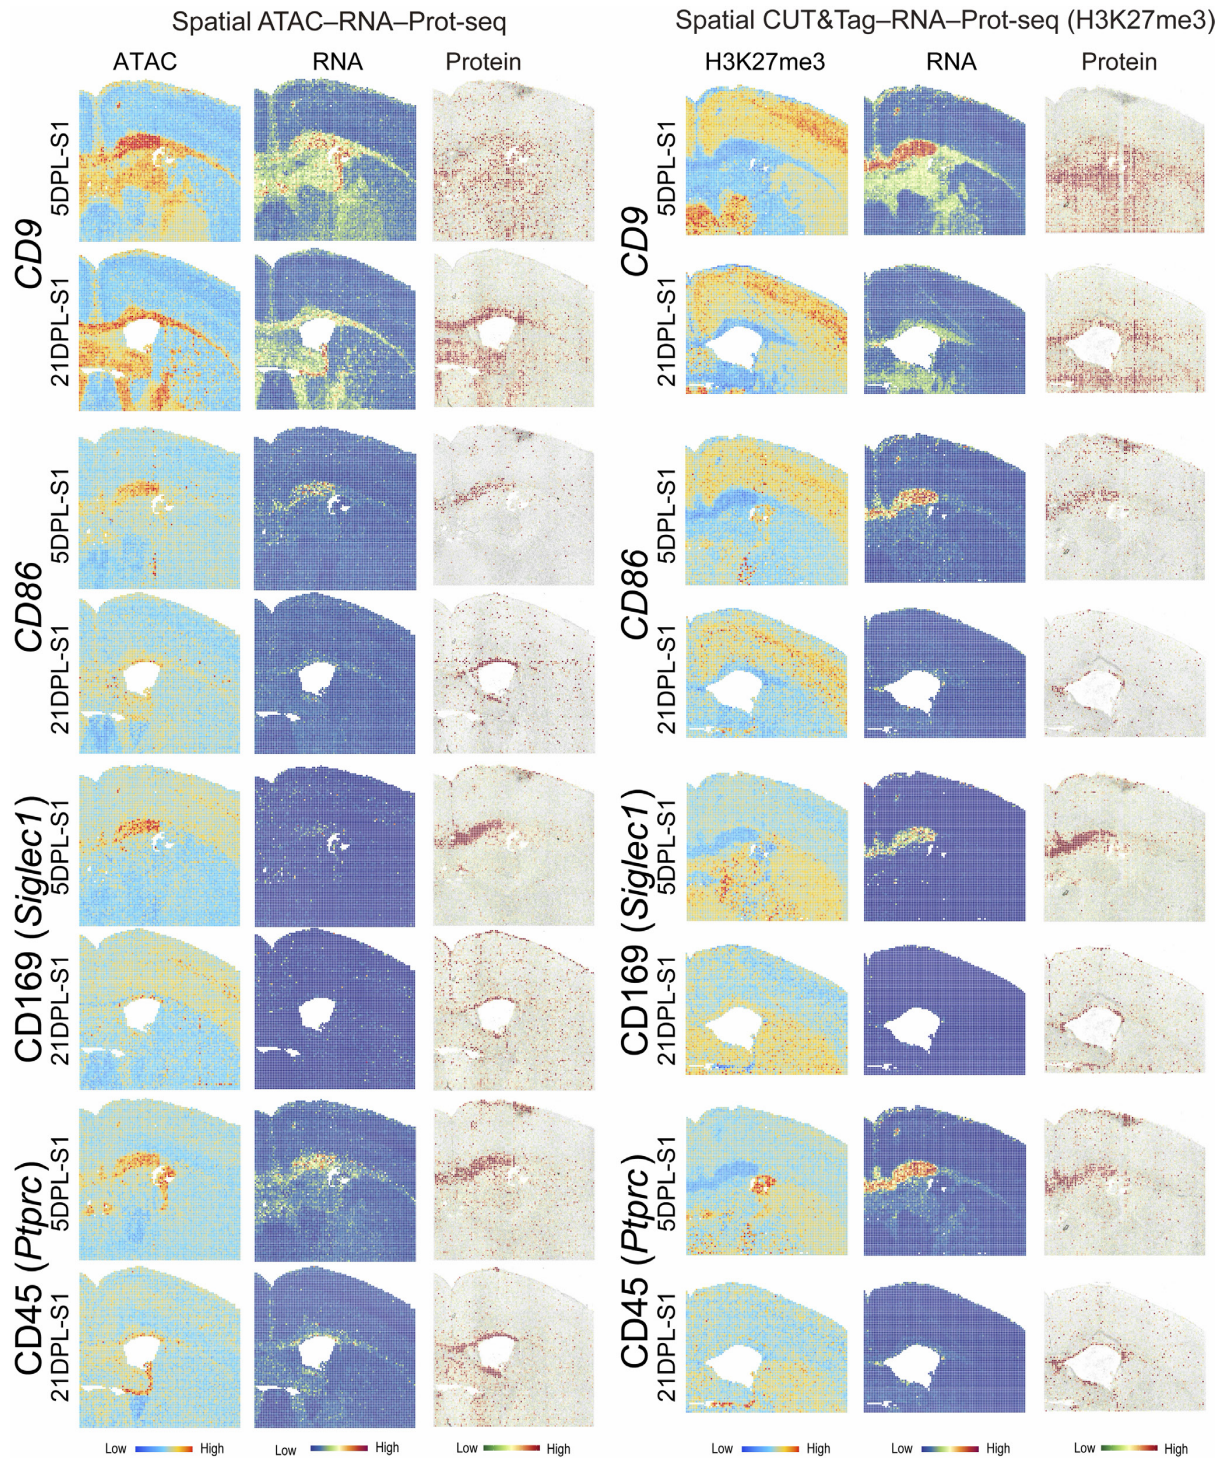 Spatial ATAC–RNA–Prot-seq
Spatial CUT&Tag–RNA–Prot-seq (H3K27me3)
ATAC
RNA
Protein
H3K27me3
RNA
Protein
CD9
5DPL-S1
21DPL-S1
CD9
5DPL-S1
21DPL-S1
CD86
5DPL-S1
21DPL-S1
CD86
5DPL-S1
21DPL-S1
CD169 (Siglec1)
5DPL-S1
21DPL-S1
CD169 (Siglec1)
5DPL-S1
21DPL-S1
CD45 (Ptprc)
5DPL-S1
21DPL-S1
CD45 (Ptprc)
5DPL-S1
21DPL-S1
Low High
Low High
Low High
Low High
Low High
Low High